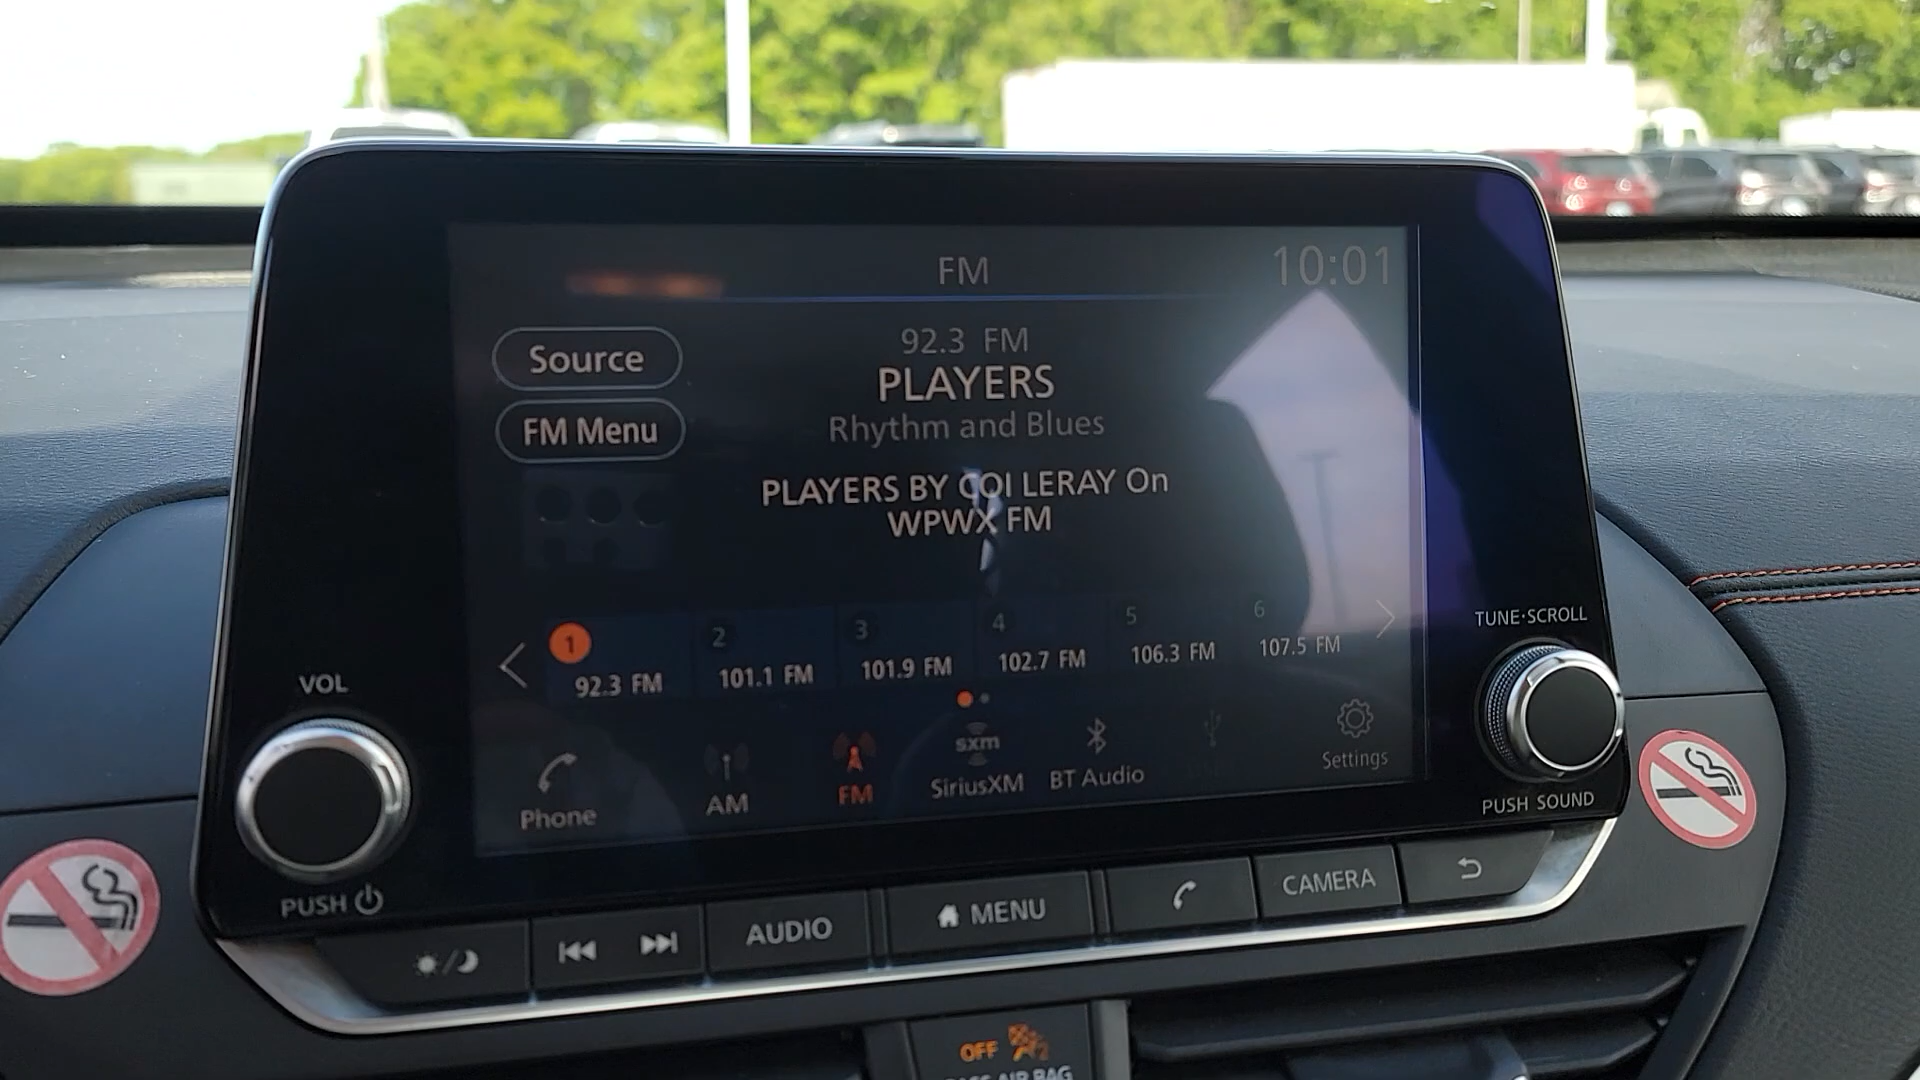 FM
10:01
Source
FM Menu
92.3 FM
PLAYERS
Rhythm and Blues
PLAYERS BY COI LERAY On
WPWX FM
1
2
3
4
5
6
92.3 FM
101.1 FM
101.9 FM
102.7 FM
106.3 FM
107.5 FM
Phone
AM
FM
sxm
SiriusXM
BT Audio
Settings
VOL
PUSH
TUNE·SCROLL
PUSH SOUND
AUDIO
MENU
CAMERA
OFF
AIR BAG